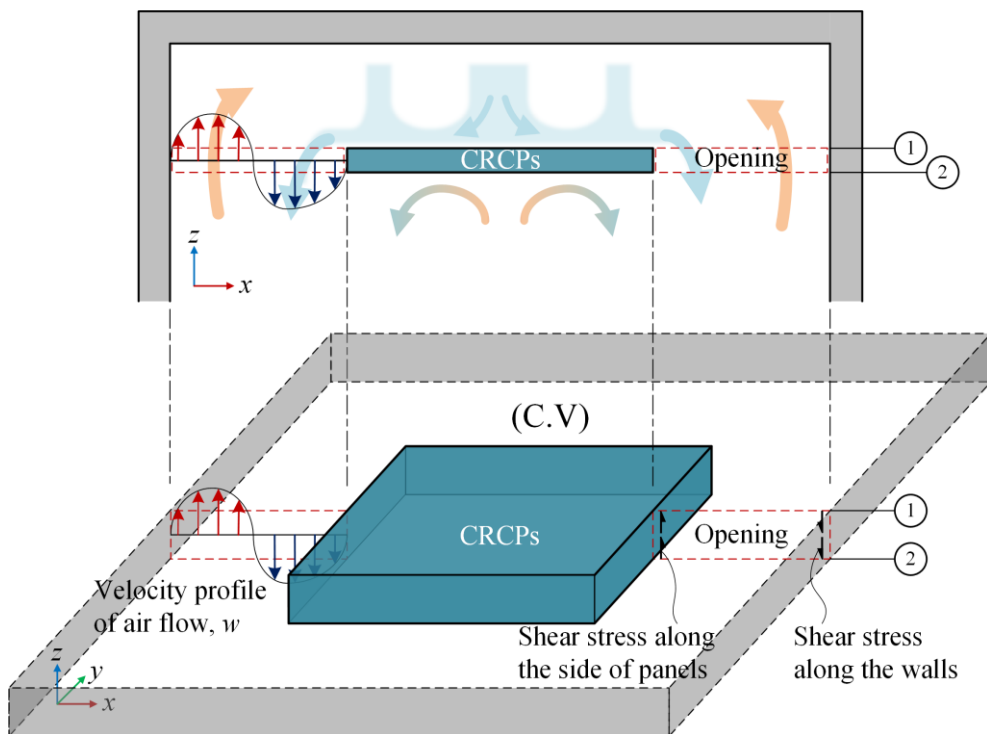 CRCPs
Opening
1
2
z
x
(C.V)
CRCPs
Opening
1
2
Velocity profile
of air flow, w
Shear stress along
the side of panels
Shear stress
along the walls
z
y
x